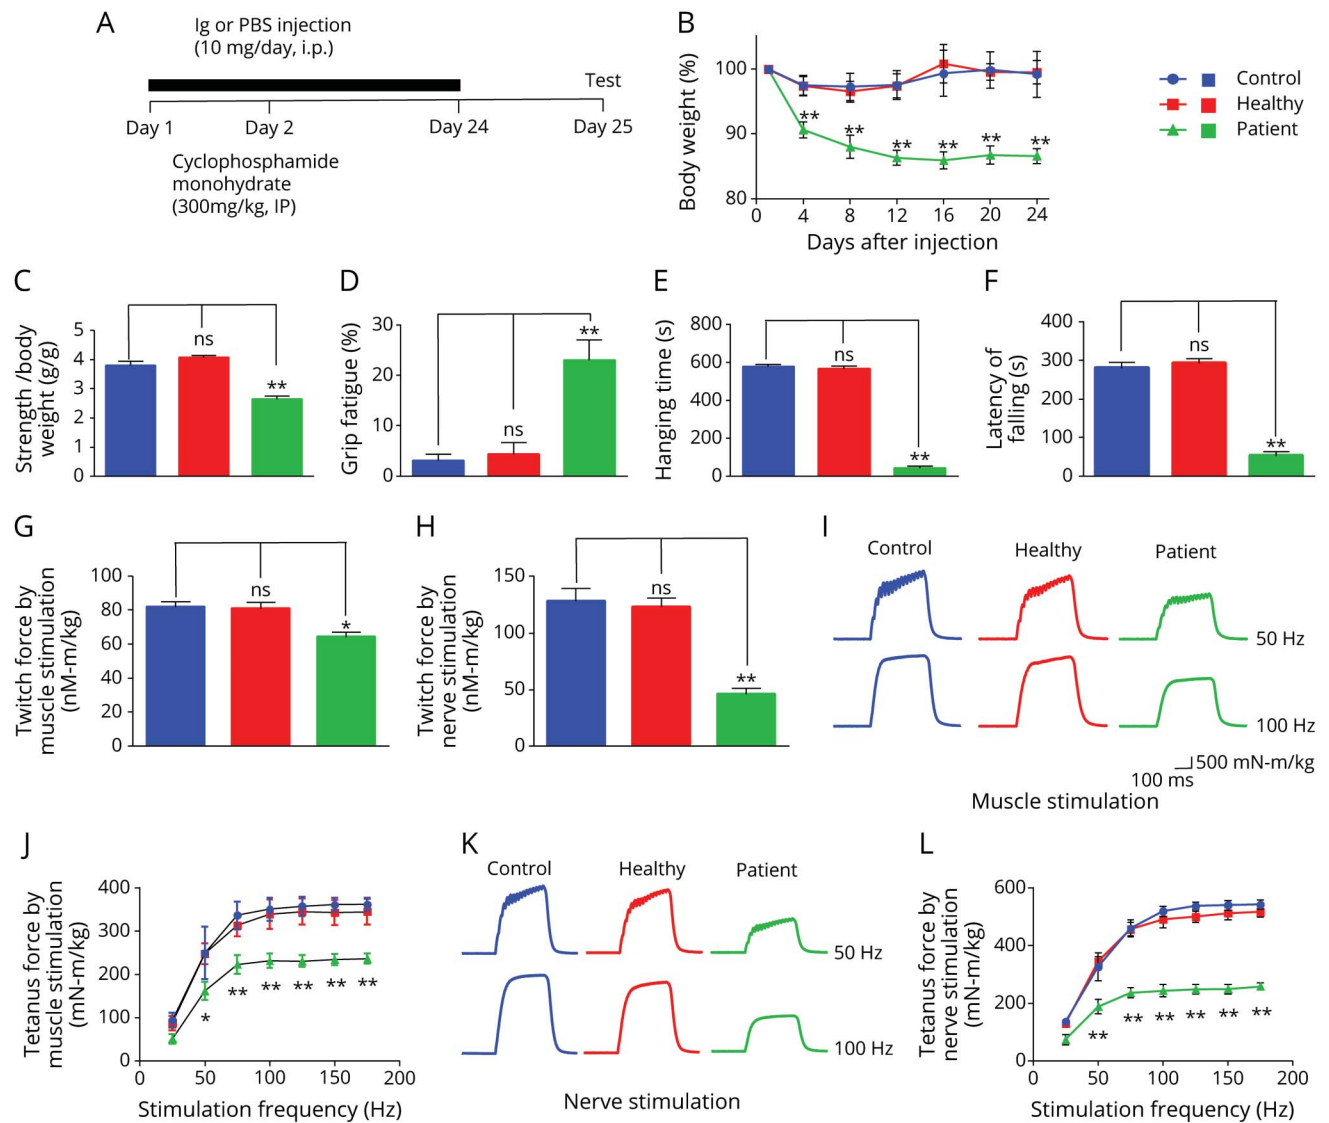 A
Ig or PBS injection
(10 mg/day, i.p.)
Test
Day 1
Day 2
Day 24
Day 25
Cyclophosphamide
monohydrate
(300mg/kg, IP)
B
Body weight (%)
100
90
80
** ** ** ** ** **
0 4 8 12 16 20 24
Days after injection
Control
Healthy
Patient
C
Strength /body
weight (g/g)
5
4
3
2
1
0
ns
**
D
Grip fatigue (%)
30
20
10
0
ns
**
E
Hanging time (s)
800
600
400
200
0
ns
**
F
Latency of
falling (s)
400
300
200
100
0
ns
**
G
Twitch force by
muscle stimulation
(nM-m/kg)
100
80
60
40
20
0
ns
*
H
Twitch force by
nerve stimulation
(nM-m/kg)
150
100
50
0
ns
**
I
Control
Healthy
Patient
50 Hz
100 Hz
500 mN-m/kg
100 ms
Muscle stimulation
J
Tetanus force by
muscle stimulation
(mN-m/kg)
400
300
200
100
0
* ** ** ** ** **
0 50 100 150 200
Stimulation frequency (Hz)
K
Control
Healthy
Patient
50 Hz
100 Hz
Nerve stimulation
L
Tetanus force by
nerve stimulation
(mN-m/kg)
600
400
200
0
** ** ** ** ** **
0 50 100 150 200
Stimulation frequency (Hz)